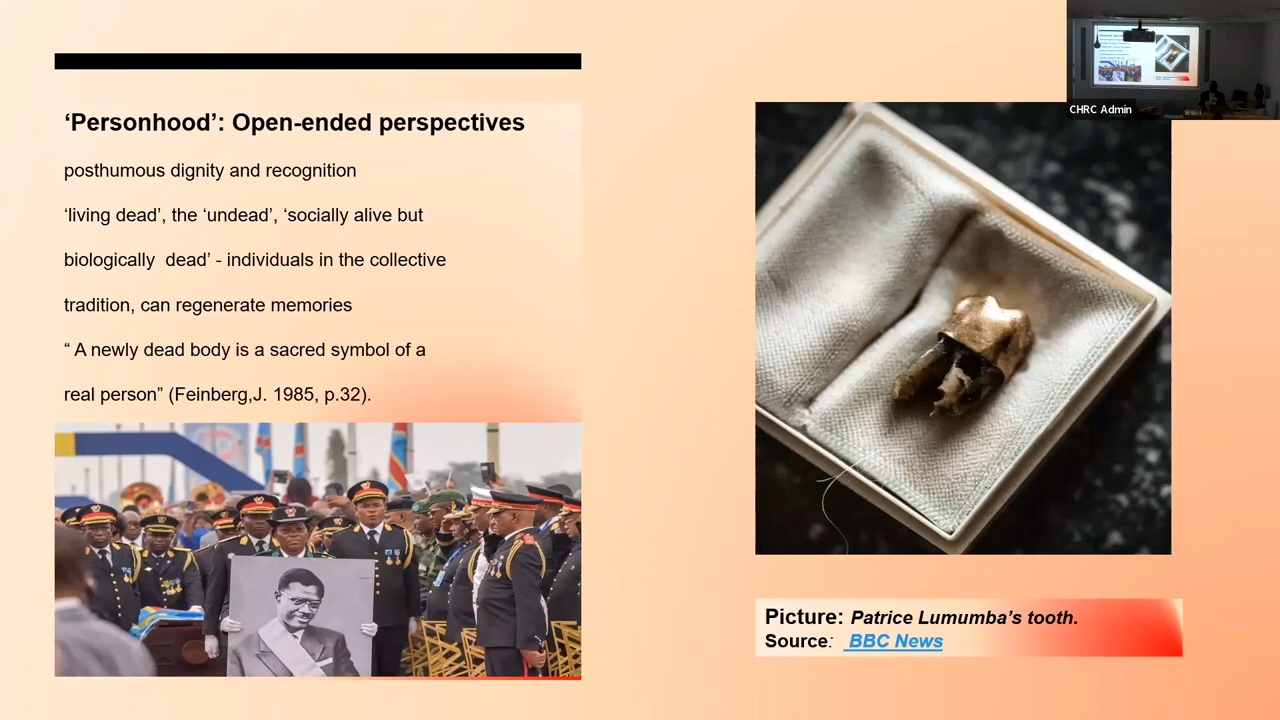 ‘Personhood’: Open-ended perspectives
posthumous dignity and recognition
‘living dead’, the ‘undead’, ‘socially alive but
biologically  dead’ - individuals in the collective
tradition, can regenerate memories
“ A newly dead body is a sacred symbol of a
real person” (Feinberg,J. 1985, p.32).
CHRC Admin
Picture: Patrice Lumumba’s tooth.
Source: BBC News